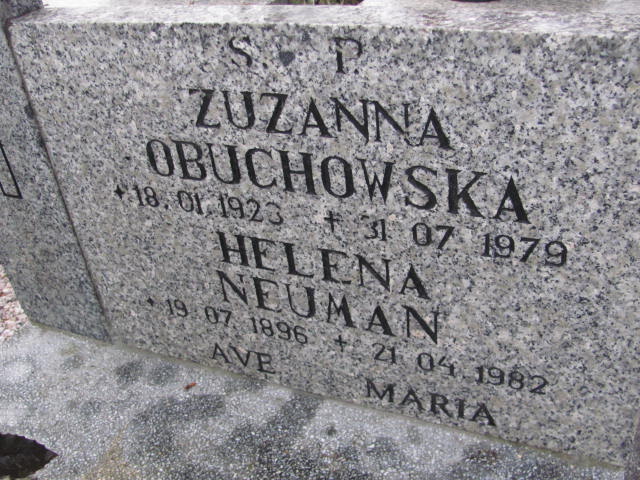 S. P.
ZUZANNA
OBUCHOWSKA
+ 18.01.1923 + 31 07 1979
HELENA
NEUMAN
+ 19 07 1896 + 21.04.1982
AVE MARIA